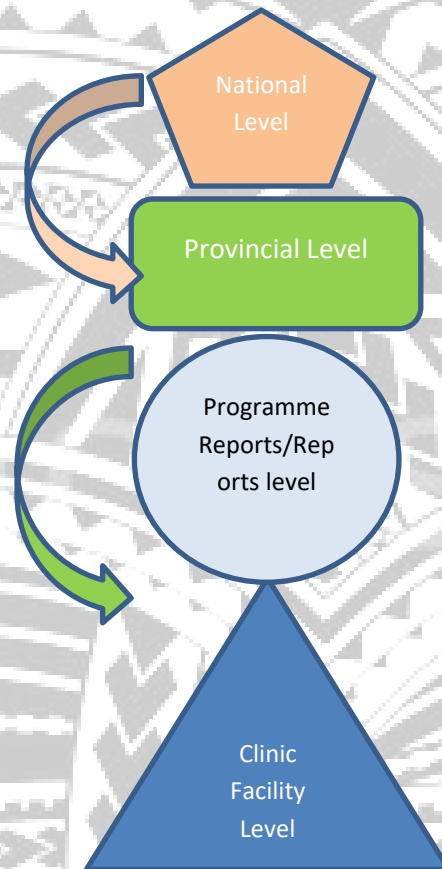 National
Level
Provincial Level
Programme
Reports/Rep
orts level
Clinic
Facility
Level